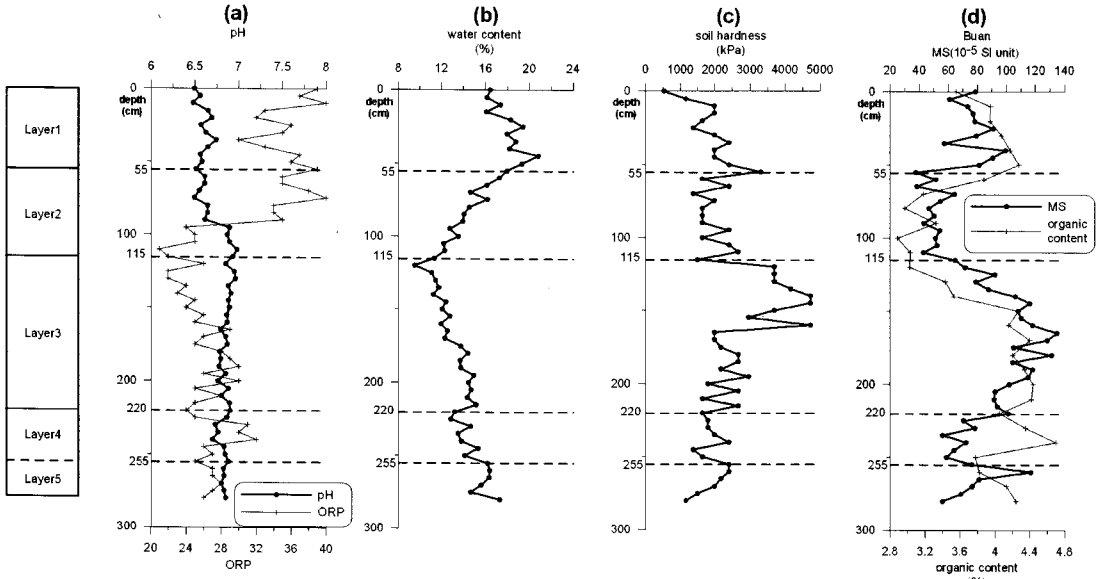 (a)
pH
6 6.5 7 7.5 8
0
depth
(cm)
55
100
115
200
220
255
300
20 24 28 32 36 40
ORP
pH
ORP
Layer1
Layer2
Layer3
Layer4
Layer5
(b)
water content
(%)
8 12 16 20 24
0
depth
(cm)
55
100
115
200
220
255
300
(c)
soil hardness
(kPa)
0 1000 2000 3000 4000 5000
0
depth
(cm)
55
100
115
200
220
255
300
(d)
Buan
MS(10⁻⁵ SI unit)
20 40 60 80 100 120 140
0
depth
(cm)
55
100
115
200
220
255
300
MS
organic
content
2.8 3.2 3.6 4 4.4 4.8
organic content
(%)